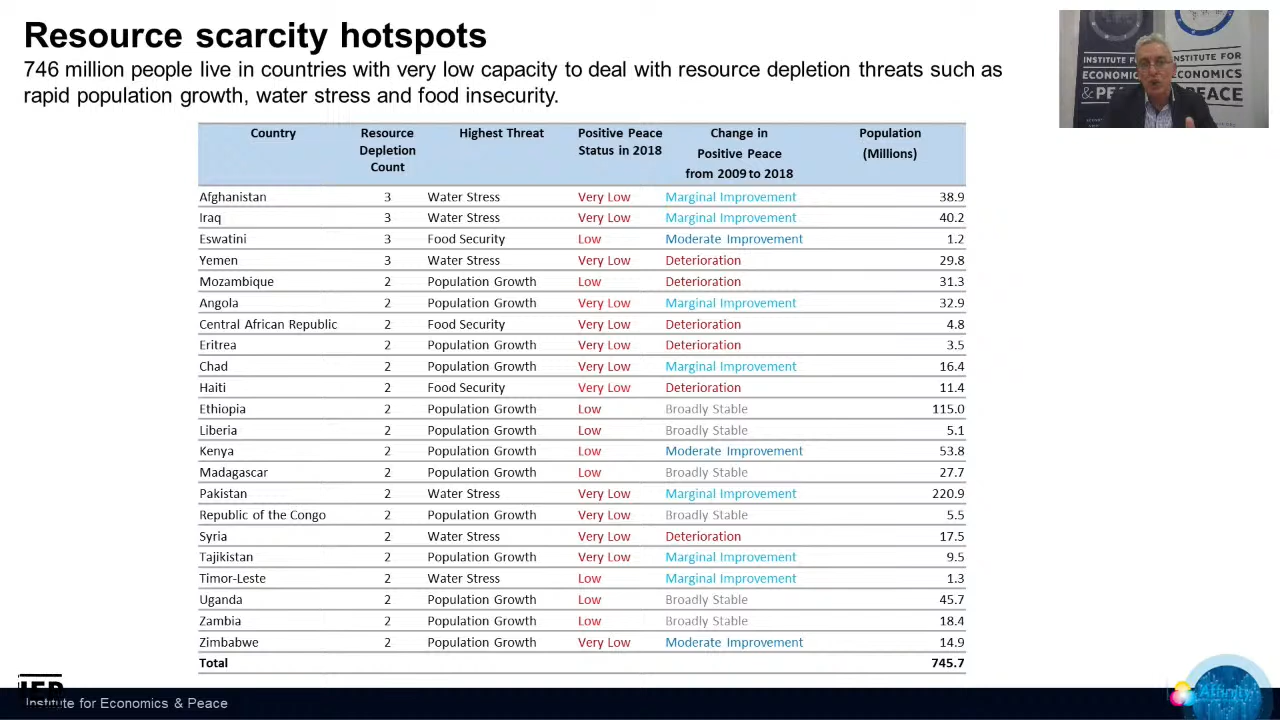 Resource scarcity hotspots
746 million people live in countries with very low capacity to deal with resource depletion threats such as
rapid population growth, water stress and food insecurity.
INSTITUTE FOR
ECONOMICS
& PEACE
INSTITUTE FOR
ECONOMICS
PEACE
Country Resource Depletion Count Highest Threat Positive Peace Status in 2018 Change in Positive Peace from 2009 to 2018 Population (Millions)
Afghanistan 3 Water Stress Very Low Marginal Improvement 38.9
Iraq 3 Water Stress Very Low Marginal Improvement 40.2
Eswatini 3 Food Security Low Moderate Improvement 1.2
Yemen 3 Water Stress Very Low Deterioration 29.8
Mozambique 2 Population Growth Low Deterioration 31.3
Angola 2 Population Growth Very Low Marginal Improvement 32.9
Central African Republic 2 Food Security Very Low Deterioration 4.8
Eritrea 2 Population Growth Very Low Deterioration 3.5
Chad 2 Population Growth Very Low Marginal Improvement 16.4
Haiti 2 Food Security Very Low Deterioration 11.4
Ethiopia 2 Population Growth Low Broadly Stable 115.0
Liberia 2 Population Growth Low Broadly Stable 5.1
Kenya 2 Population Growth Low Moderate Improvement 53.8
Madagascar 2 Population Growth Low Broadly Stable 27.7
Pakistan 2 Water Stress Very Low Marginal Improvement 220.9
Republic of the Congo 2 Population Growth Very Low Broadly Stable 5.5
Syria 2 Water Stress Very Low Deterioration 17.5
Tajikistan 2 Population Growth Very Low Marginal Improvement 9.5
Timor-Leste 2 Water Stress Low Marginal Improvement 1.3
Uganda 2 Population Growth Low Broadly Stable 45.7
Zambia 2 Population Growth Low Broadly Stable 18.4
Zimbabwe 2 Population Growth Very Low Moderate Improvement 14.9
Total 745.7
IEP
Institute for Economics & Peace
Affinity